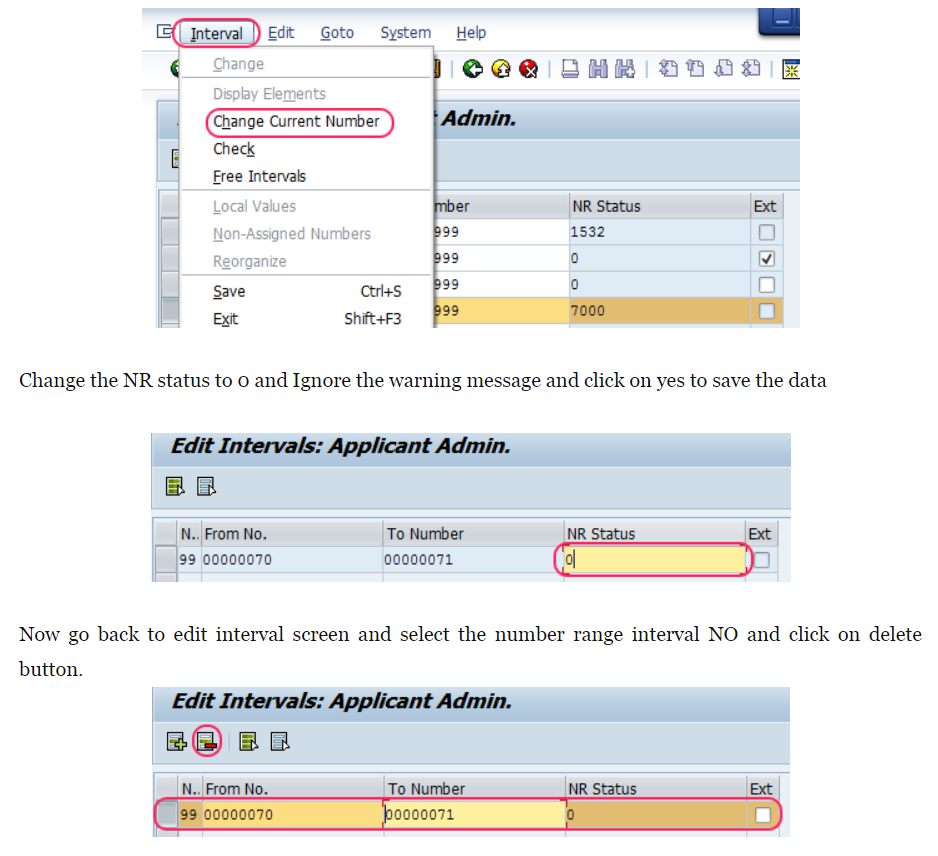 Interval Edit Goto System Help
Change
Display Elements
Change Current Number
Admin.
Check
Free Intervals
Local Values
mber NR Status Ext
999 1532
Non-Assigned Numbers
999 0
Reorganize
999 0
Save Ctrl+S
999 7000
Exit Shift+F3
Change the NR status to 0 and Ignore the warning message and click on yes to save the data
Edit Intervals: Applicant Admin.
N.. From No. To Number NR Status Ext
99 00000070 00000071 0
Now go back to edit interval screen and select the number range interval NO and click on delete
button.
Edit Intervals: Applicant Admin.
N.. From No. To Number NR Status Ext
99 00000070 00000071 0